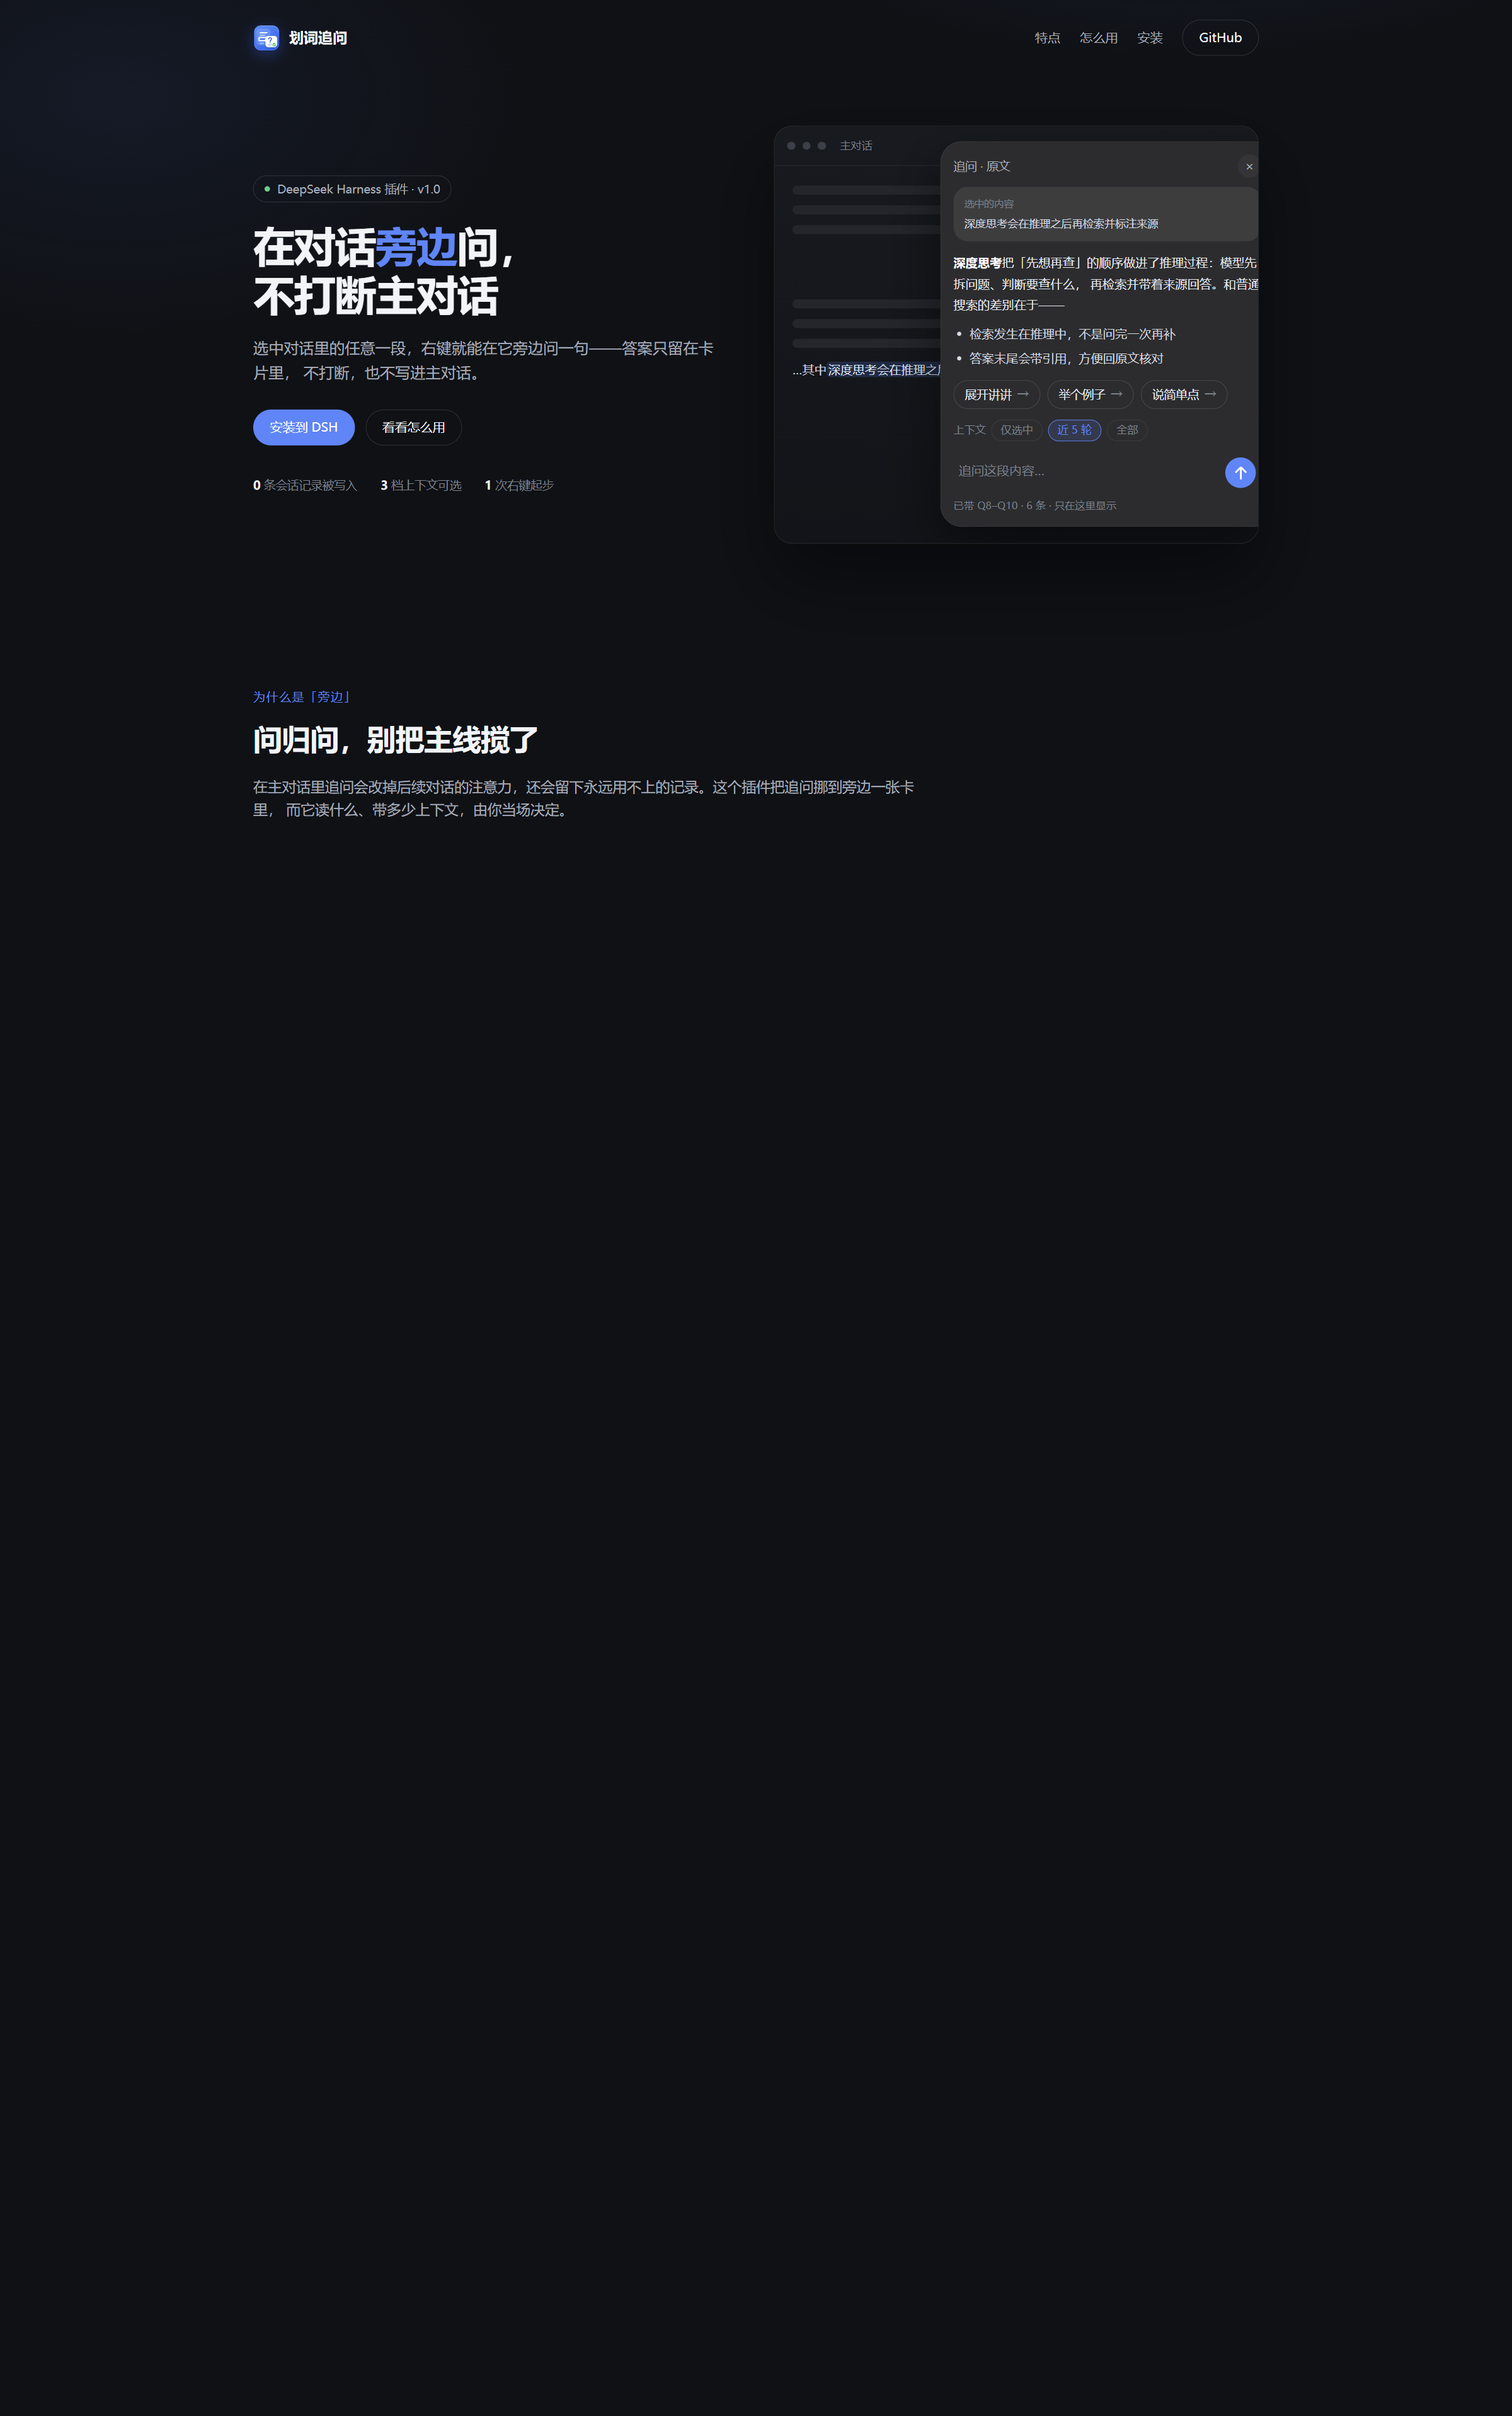 划词追问
特点
怎么用
安装
GitHub
DeepSeek Harness 插件 · v1.0
在对话旁边问，
不打断主对话
选中对话里的任意一段，右键就能在它旁边问一句——答案只留在卡
片里， 不打断，也不写进主对话。
安装到 DSH
看看怎么用
0 条会话记录被写入
3 档上下文可选
1 次右键起步
主对话
...其中 深度思考会在推理之
追问 · 原文
×
选中的内容
深度思考会在推理之后再检索并标注来源
深度思考把「先想再查」的顺序做进了推理过程：模型先
拆问题、判断要查什么， 再检索并带着来源回答。和普通
搜索的差别在于——
• 检索发生在推理中，不是问完一次再补
• 答案末尾会带引用，方便回原文核对
展开讲讲 →
举个例子 →
说简单点 →
上下文
仅选中
近 5 轮
全部
追问这段内容...
已带 Q8–Q10 · 6 条 · 只在这里显示
为什么是「旁边」
问归问，别把主线搅了
在主对话里追问会改掉后续对话的注意力，还会留下永远用不上的记录。这个插件把追问挪到旁边一张卡
里， 而它读什么、带多少上下文，由你当场决定。